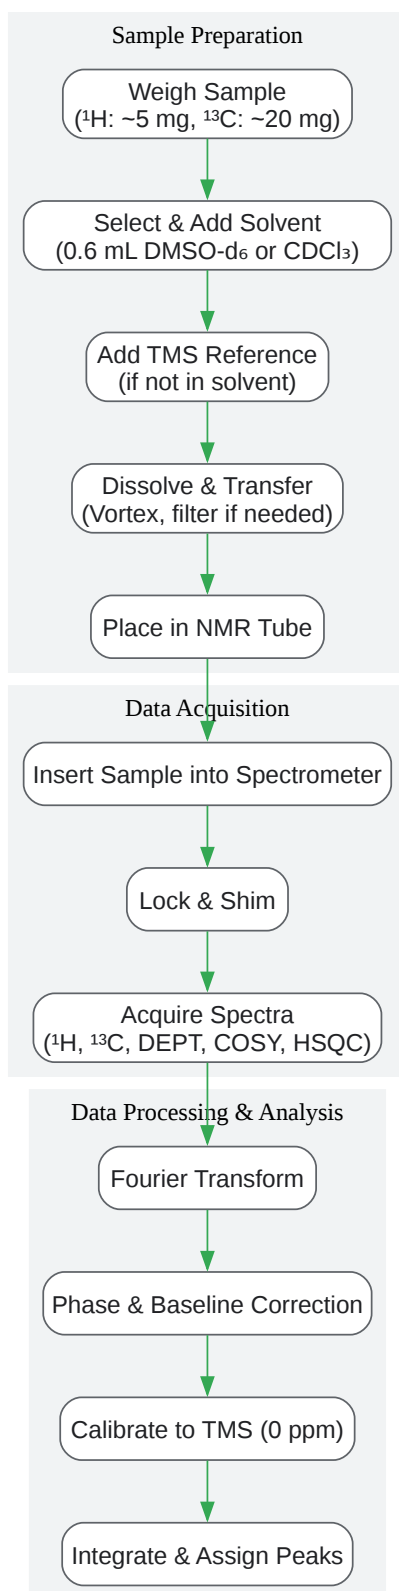 Sample Preparation
Weigh Sample
(¹H: ~5 mg, ¹³C: ~20 mg)
Select & Add Solvent
(0.6 mL DMSO-d₆ or CDCl₃)
Add TMS Reference
(if not in solvent)
Dissolve & Transfer
(Vortex, filter if needed)
Place in NMR Tube
Data Acquisition
Insert Sample into Spectrometer
Lock & Shim
Acquire Spectra
(¹H, ¹³C, DEPT, COSY, HSQC)
Data Processing & Analysis
Fourier Transform
Phase & Baseline Correction
Calibrate to TMS (0 ppm)
Integrate & Assign Peaks